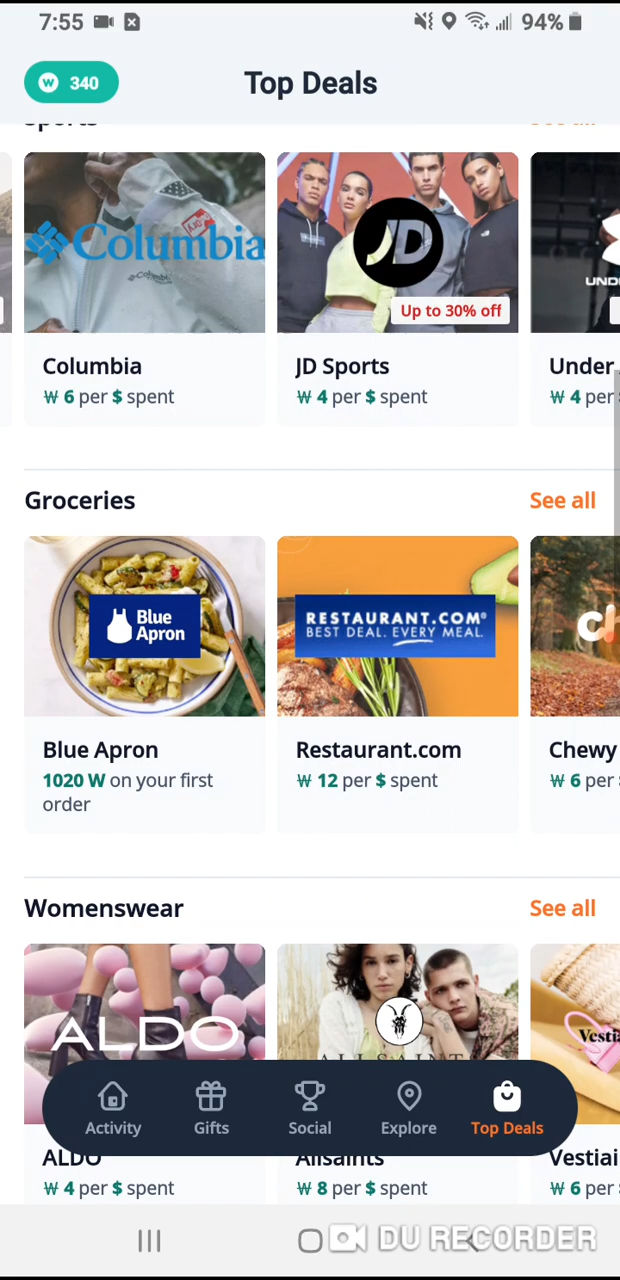 7:55
94%
W 340
Top Deals
Sports
See all
Columbia
JD
Up to 30% off
Columbia
₩ 6 per $ spent
JD Sports
₩ 4 per $ spent
Under
₩ 4 per
Groceries
See all
Blue
Apron
RESTAURANT.COM®
BEST DEAL. EVERY MEAL.
Blue Apron
1020 W on your first
order
Restaurant.com
₩ 12 per $ spent
Chewy
₩ 6 per
Womenswear
See all
ALDO
ALLSAINTS
Activity
Gifts
Social
Explore
Top Deals
ALDO
₩ 4 per $ spent
Allsaints
₩ 8 per $ spent
Vestiai
₩ 6 per
DU RECORDER